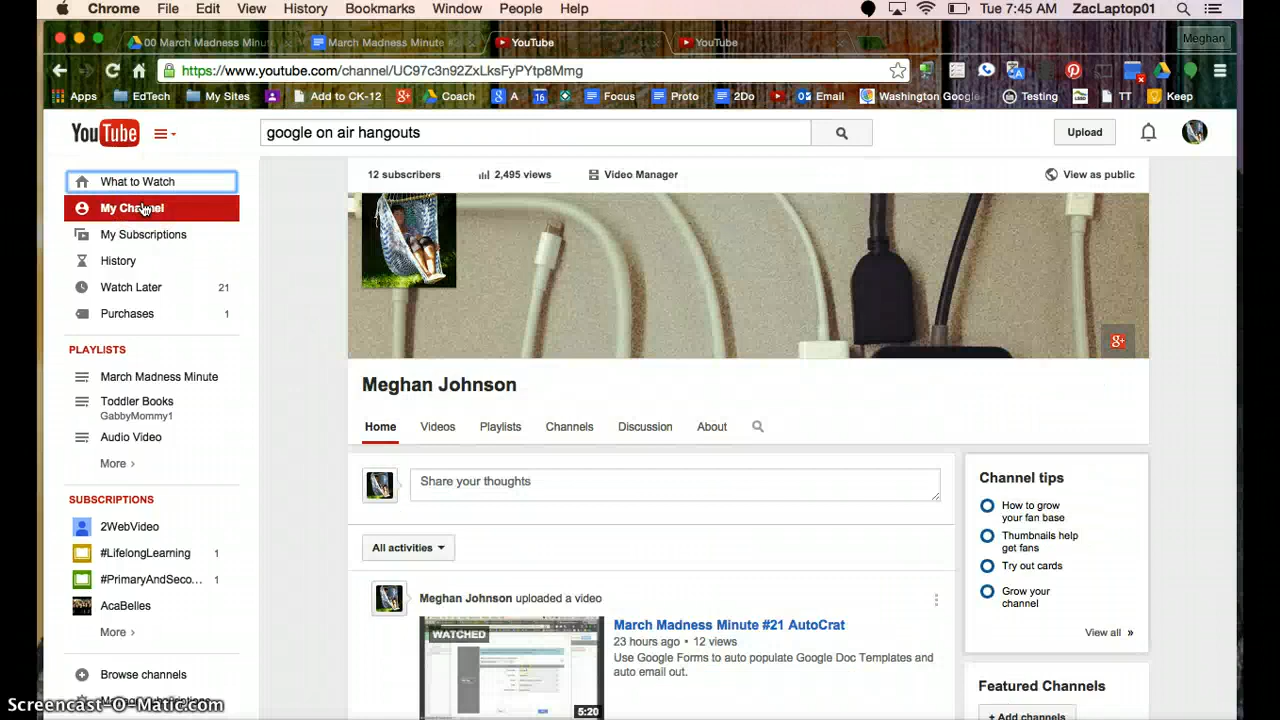 Chrome File Edit View History Bookmarks Window People Help Tue 7:45 AM ZacLaptop01
00 March Madness Minut March Madness Minute YouTube YouTube Meghan
https://www.youtube.com/channel/UC97c3n92ZxLksFyPYtp8Mmg
Apps EdTech My Sites Add to CK-12 Coach A 16 Focus Proto 2Do Email Washington Google Testing TT Keep
YouTube google on air hangouts Upload
12 subscribers 2,495 views Video Manager View as public
What to Watch
My Channel
My Subscriptions
History
Watch Later 21
Purchases 1
PLAYLISTS
March Madness Minute
Toddler Books
GabbyMommy1
Audio Video
More ›
SUBSCRIPTIONS
2WebVideo
#LifelongLearning 1
#PrimaryAndSeco... 1
AcaBelles
More ›
Browse channels
g+
Meghan Johnson
Home Videos Playlists Channels Discussion About
Share your thoughts
All activities
Meghan Johnson uploaded a video
WATCHED
5:20
March Madness Minute #21 AutoCrat
23 hours ago • 12 views
Use Google Forms to auto populate Google Doc Templates and
auto email out.
Channel tips
How to grow
your fan base
Thumbnails help
get fans
Try out cards
Grow your
channel
View all »
Featured Channels
+ Add channels
Screencast-O-Matic.com